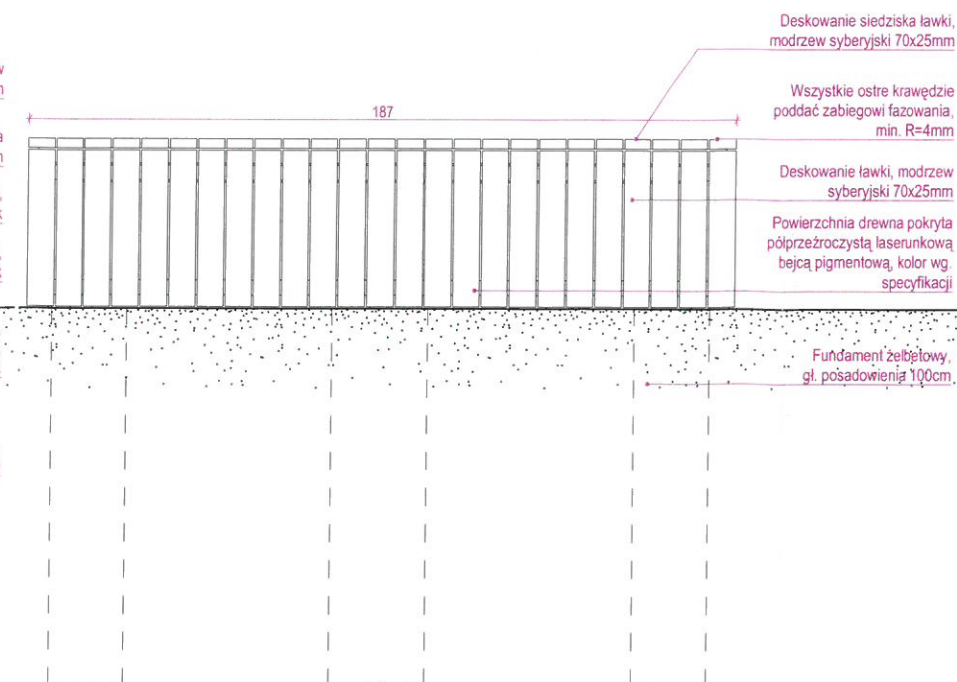 Deskowanie siedziska ławki,
modrzew syberyjski 70x25mm
Wszystkie ostre krawędzie
poddać zabiegowi fazowania,
min. R=4mm
187
Deskowanie ławki, modrzew
syberyjski 70x25mm
Powierzchnia drewna pokryta
półprzeźroczystą laserunkową
bejcą pigmentową, kolor wg.
specyfikacji
Fundament żelbetowy,
gł. posadowienia 100cm